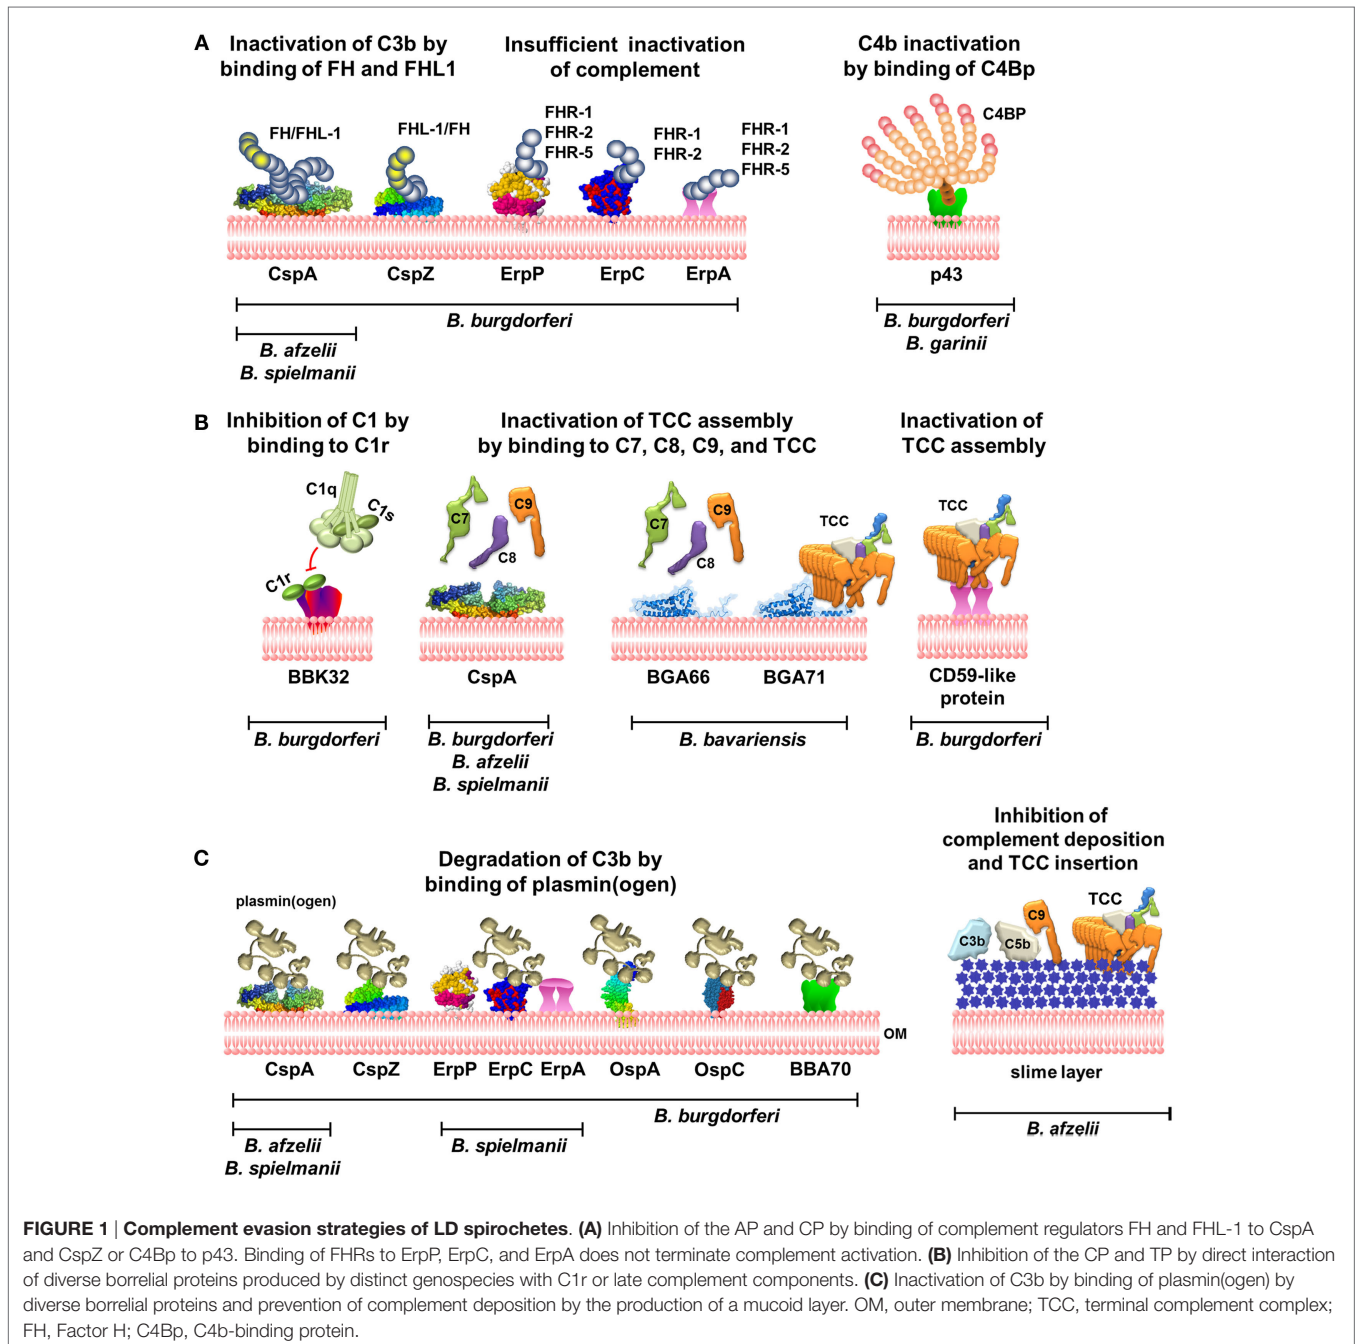 A
Inactivation of C3b by
binding of FH and FHL1
Insufficient inactivation
of complement
C4b inactivation
by binding of C4Bp
FH/FHL-1
FHL-1/FH
FHR-1
FHR-2
FHR-5
FHR-1
FHR-2
FHR-1
FHR-2
FHR-5
C4BP
CspA
CspZ
ErpP
ErpC
ErpA
p43
B. burgdorferi
B. afzelii
B. spielmanii
B. burgdorferi
B. garinii
B
Inhibition of C1 by
binding to C1r
Inactivation of TCC assembly
by binding to C7, C8, C9, and TCC
Inactivation of
TCC assembly
C1q
C1s
C1r
C7
C8
C9
C7
C8
C9
TCC
TCC
BBK32
CspA
BGA66
BGA71
CD59-like
protein
B. burgdorferi
B. burgdorferi
B. afzelii
B. spielmanii
B. bavariensis
B. burgdorferi
C
Degradation of C3b by
binding of plasmin(ogen)
Inhibition of
complement deposition
and TCC insertion
plasmin(ogen)
C3b
C5b
C9
TCC
OM
CspA
CspZ
ErpP
ErpC
ErpA
OspA
OspC
BBA70
slime layer
B. burgdorferi
B. afzelii
B. spielmanii
B. spielmanii
B. afzelii
FIGURE 1 | Complement evasion strategies of LD spirochetes. (A) Inhibition of the AP and CP by binding of complement regulators FH and FHL-1 to CspA
and CspZ or C4Bp to p43. Binding of FHRs to ErpP, ErpC, and ErpA does not terminate complement activation. (B) Inhibition of the CP and TP by direct interaction
of diverse borrelial proteins produced by distinct genospecies with C1r or late complement components. (C) Inactivation of C3b by binding of plasmin(ogen) by
diverse borrelial proteins and prevention of complement deposition by the production of a mucoid layer. OM, outer membrane; TCC, terminal complement complex;
FH, Factor H; C4Bp, C4b-binding protein.